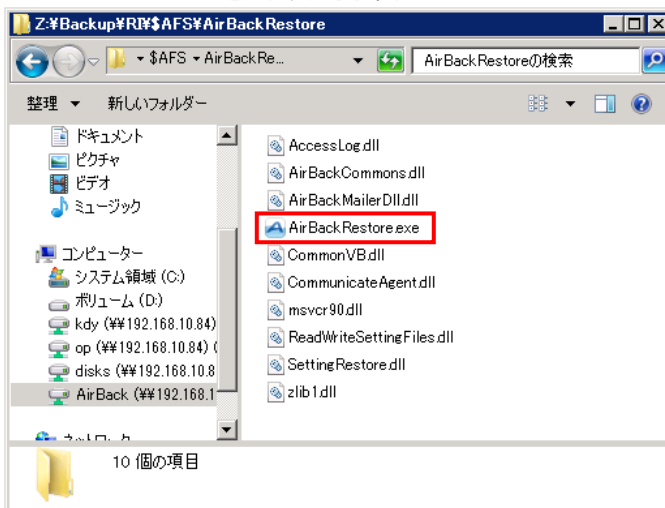 Z:¥Backup¥RI¥$AFS¥AirBackRestore
$AFS
AirBackRe...
AirBackRestoreの検索
整理
新しいフォルダー
ドキュメント
ピクチャ
ビデオ
ミュージック
コンピューター
システム領域 (C:)
ボリューム (D:)
kdy (¥¥192.168.10.84)
op (¥¥192.168.10.84) (
disks (¥¥192.168.10.8
AirBack (¥¥192.168.1
ネットワーク
AccessLog.dll
AirBackCommons.dll
AirBackMailerDll.dll
AirBackRestore.exe
CommonVB.dll
CommunicateAgent.dll
msvcr90.dll
ReadWriteSettingFiles.dll
SettingRestore.dll
zlib1.dll
10 個の項目